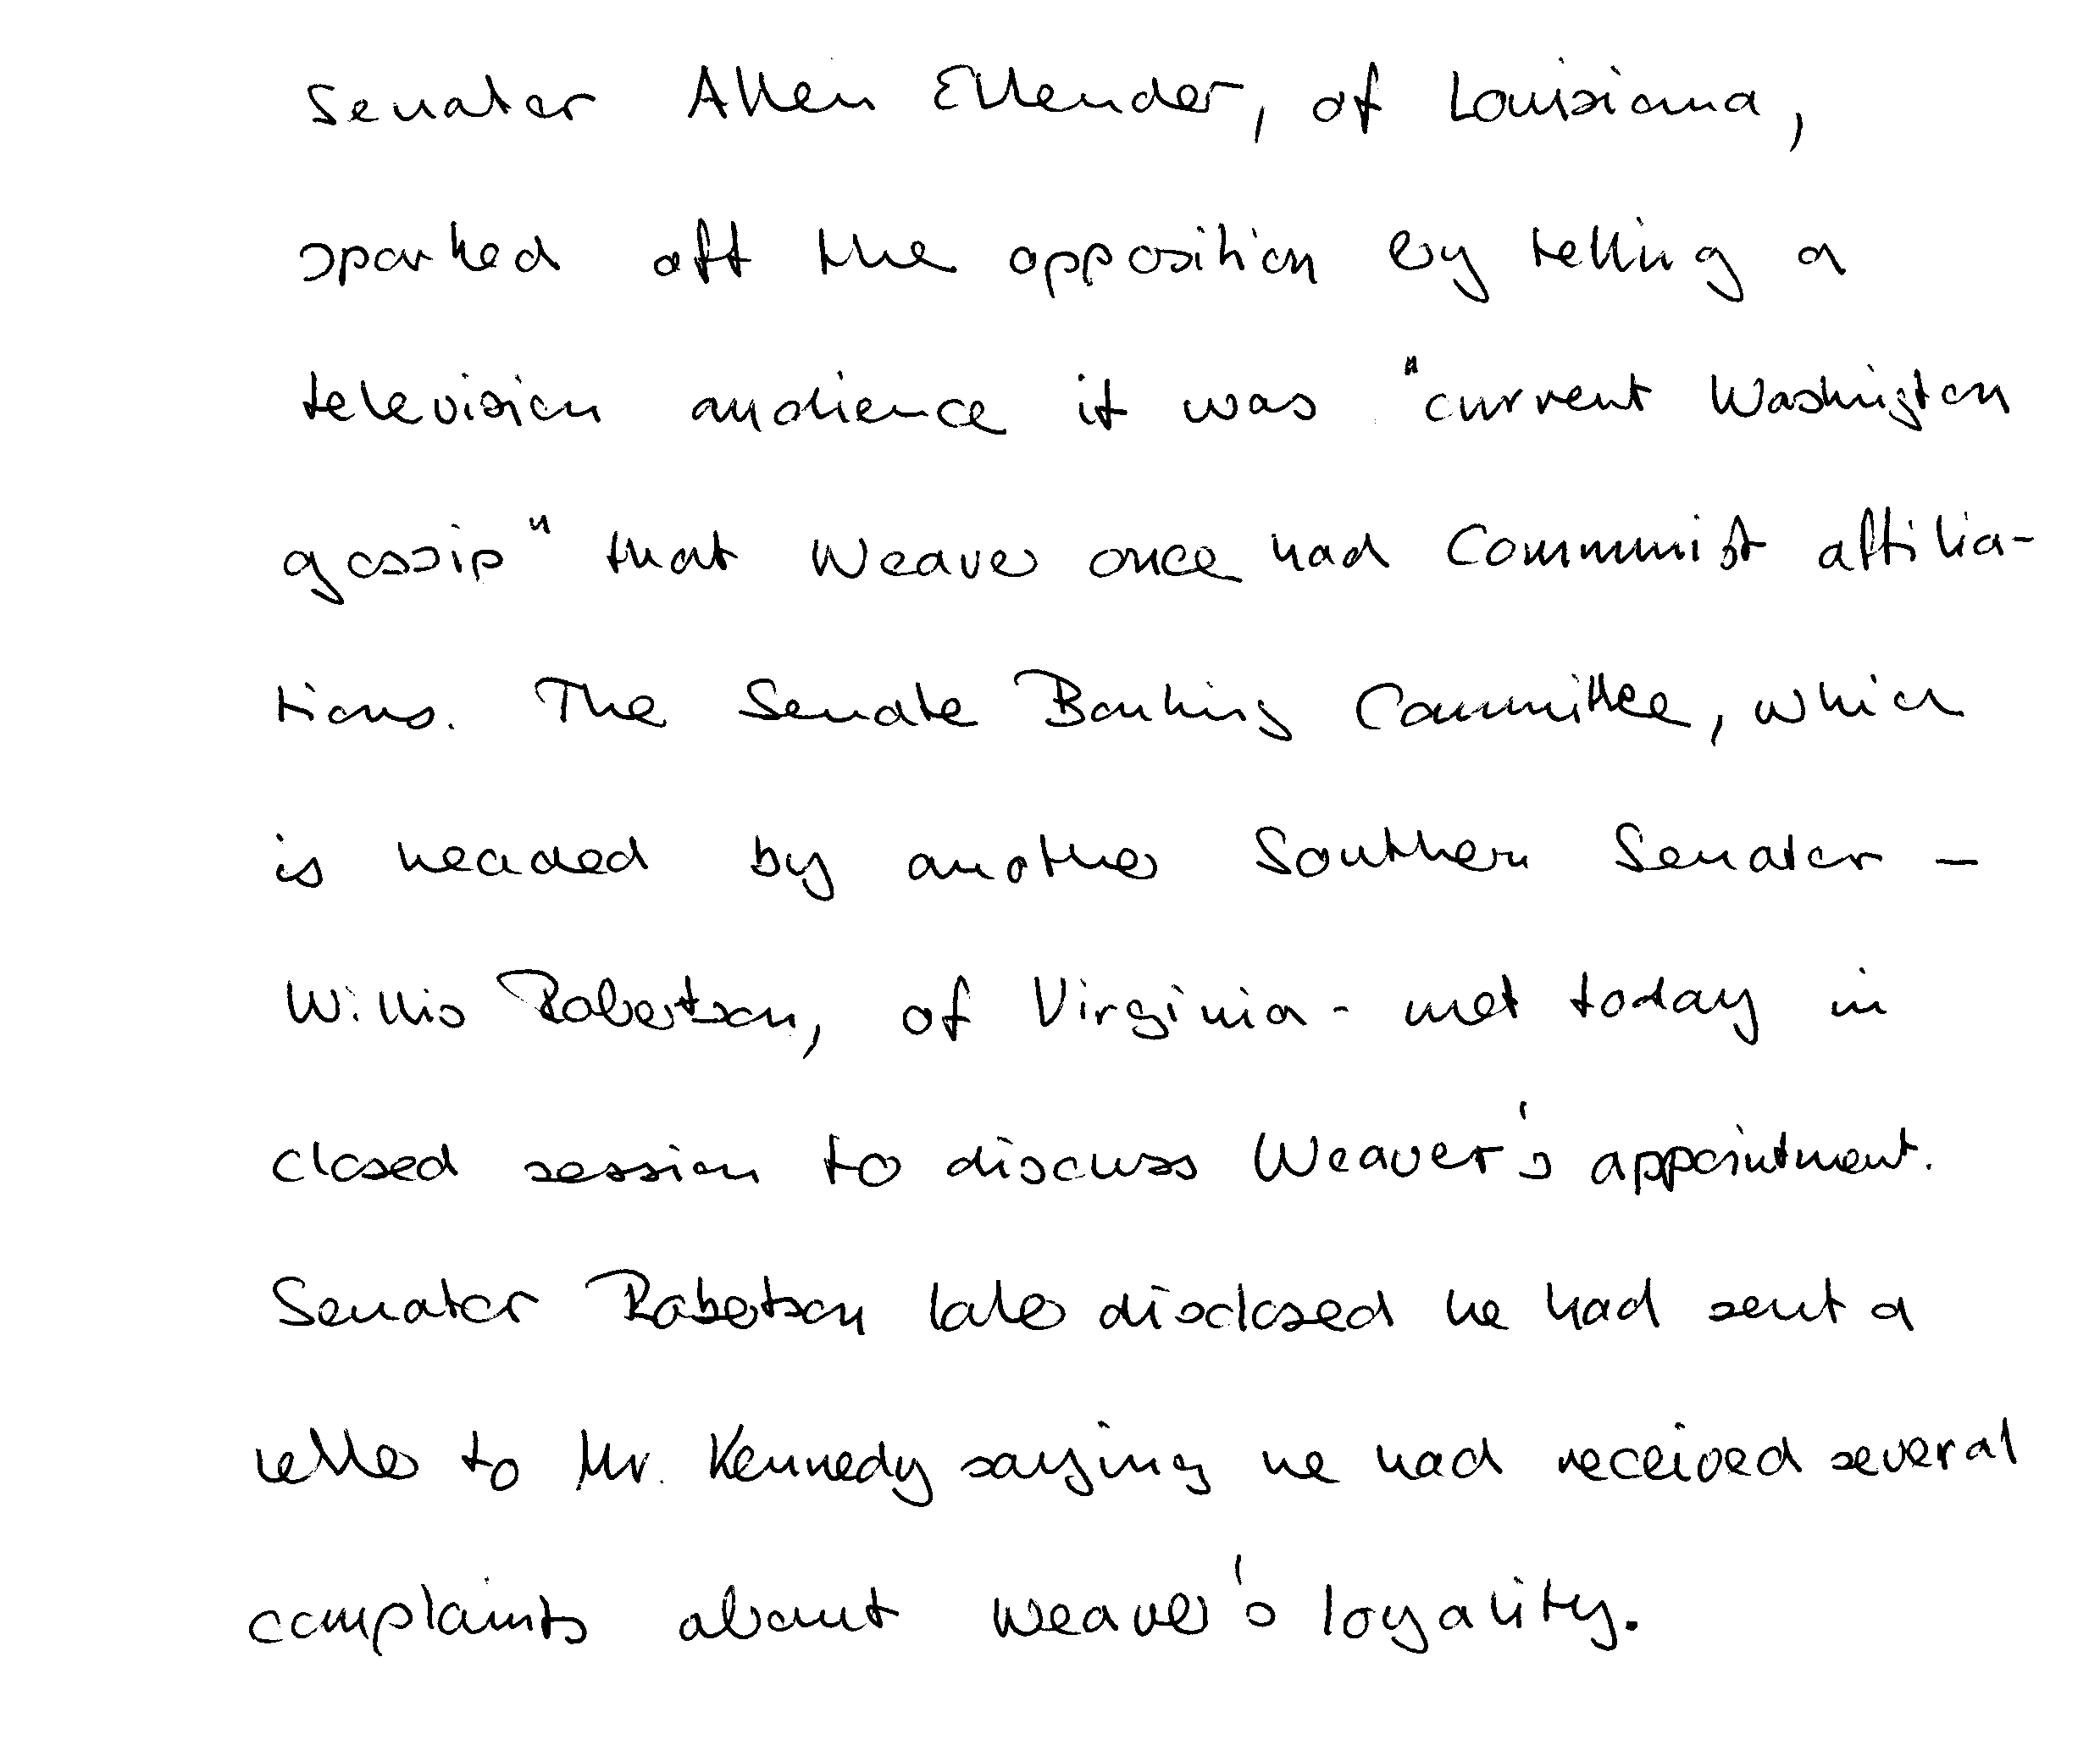 Senator Allen Ellender, of Louisiana,
sparked off the opposition by telling a
television audience it was "current Washington
gossip" that Weaver once had Communist affilia-
tions. The Senate Banking Committee, which
is headed by another Southern Senator -
Willis Robertson, of Virginia - met today in
closed session to discuss Weaver's appointment.
Senator Robertson later disclosed he had sent a
letter to Mr. Kennedy saying he had received several
complaints about Weaver's loyality.